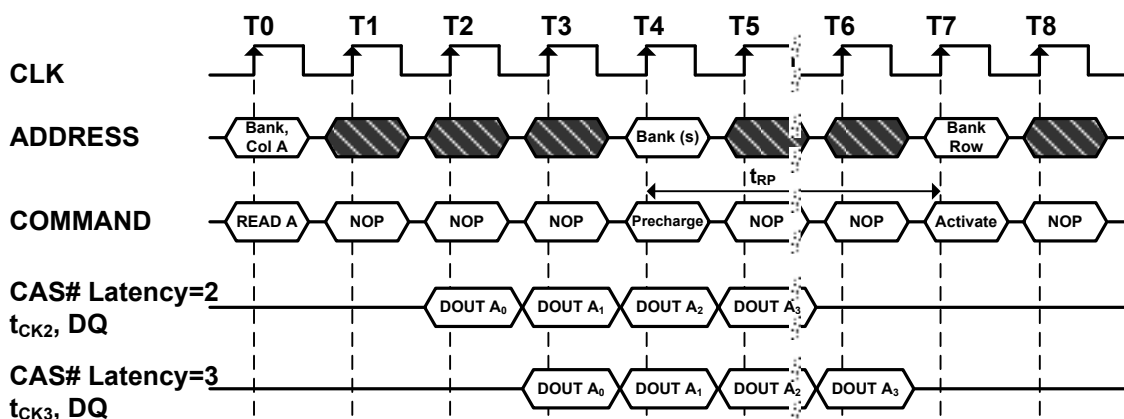 T0 T1 T2 T3 T4 T5 T6 T7 T8
CLK
ADDRESS Bank, Col A Bank (s) Bank Row
tRP
COMMAND READ A NOP NOP NOP Precharge NOP NOP Activate NOP
CAS# Latency=2
tCK2, DQ DOUT A0 DOUT A1 DOUT A2 DOUT A3
CAS# Latency=3
tCK3, DQ DOUT A0 DOUT A1 DOUT A2 DOUT A3